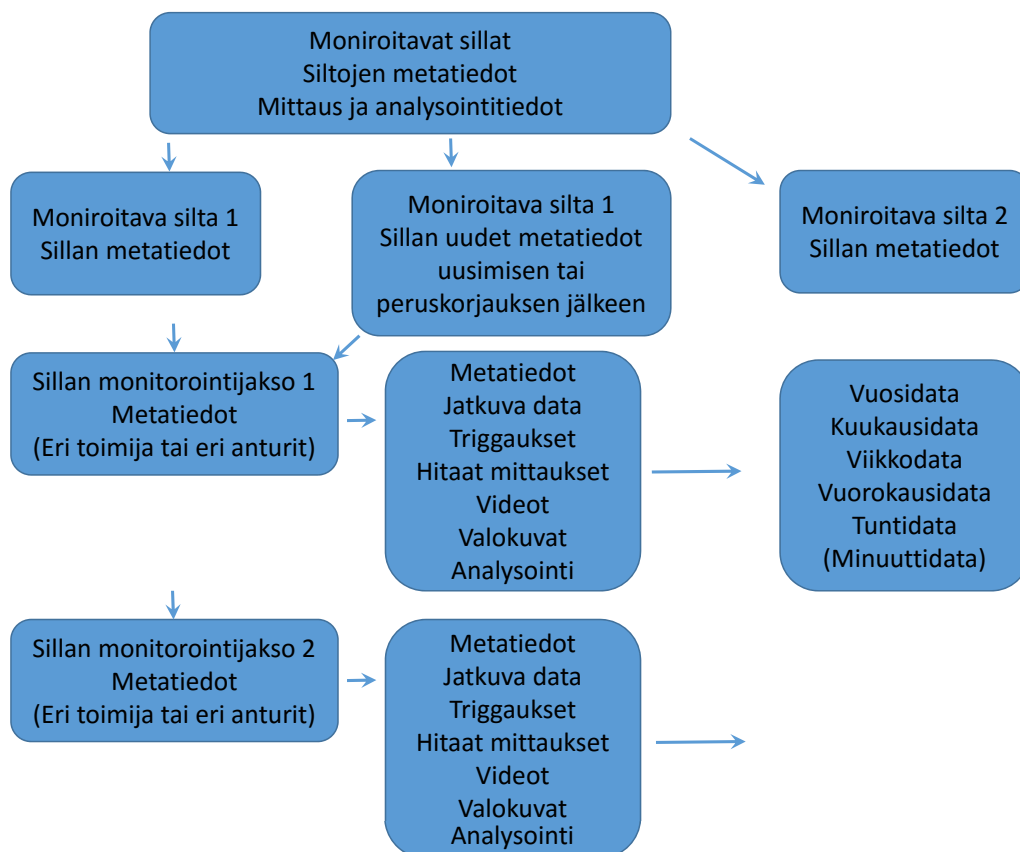 Moniroitavat sillat
Siltojen metatiedot
Mittaus ja analysointitiedot
Moniroitava silta 1
Sillan metatiedot
Moniroitava silta 1
Sillan uudet metatiedot
uusimisen tai
peruskorjauksen jälkeen
Moniroitava silta 2
Sillan metatiedot
Sillan monitorointijakso 1
Metatiedot
(Eri toimija tai eri anturit)
Metatiedot
Jatkuva data
Triggaukset
Hitaat mittaukset
Videot
Valokuvat
Analysointi
Vuosidata
Kuukausidata
Viikkodata
Vuorokausidata
Tuntidata
(Minuuttidata)
Sillan monitorointijakso 2
Metatiedot
(Eri toimija tai eri anturit)
Metatiedot
Jatkuva data
Triggaukset
Hitaat mittaukset
Videot
Valokuvat
Analysointi